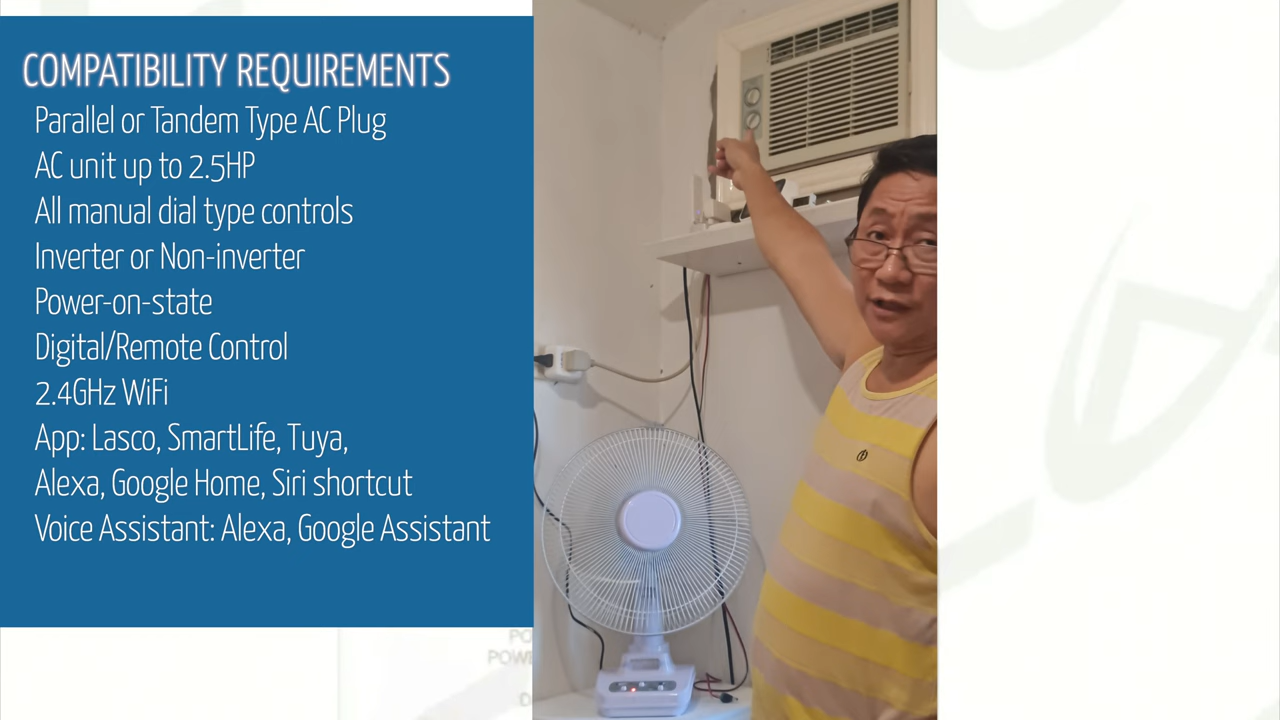 COMPATIBILITY REQUIREMENTS
Parallel or Tandem Type AC Plug
AC unit up to 2.5HP
All manual dial type controls
Inverter or Non-inverter
Power-on-state
Digital/Remote Control
2.4GHz WiFi
App: Lasco, SmartLife, Tuya,
Alexa, Google Home, Siri shortcut
Voice Assistant: Alexa, Google Assistant